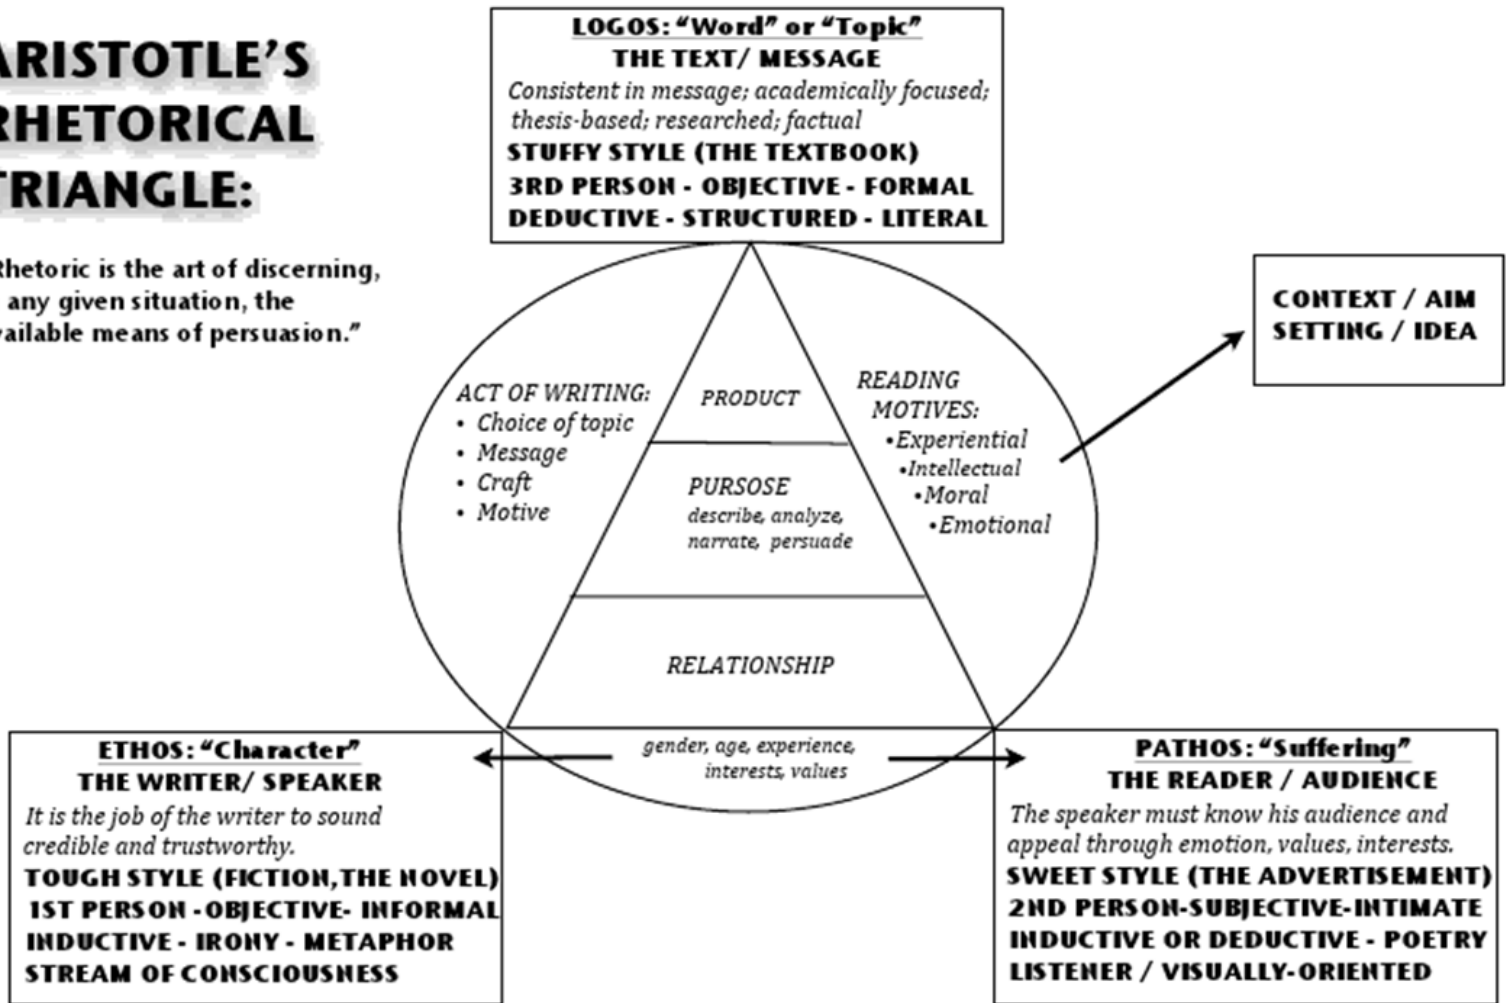 ARISTOTLE'S
RHETORICAL
TRIANGLE:
Rhetoric is the art of discerning,
any given situation, the
vailable means of persuasion.”
LOGOS: “Word” or “Topic”
THE TEXT/ MESSAGE
Consistent in message; academically focused;
thesis-based; researched; factual
STUFFY STYLE (THE TEXTBOOK)
3RD PERSON - OBJECTIVE - FORMAL
DEDUCTIVE - STRUCTURED - LITERAL
CONTEXT / AIM
SETTING / IDEA
ACT OF WRITING:
• Choice of topic
• Message
• Craft
• Motive
PRODUCT
PURSOSE
describe, analyze,
narrate, persuade
RELATIONSHIP
READING
MOTIVES:
•Experiential
•Intellectual
•Moral
•Emotional
gender, age, experience,
interests, values
ETHOS: “Character”
THE WRITER/ SPEAKER
It is the job of the writer to sound
credible and trustworthy.
TOUGH STYLE (FICTION, THE NOVEL)
1ST PERSON -OBJECTIVE- INFORMAL
INDUCTIVE - IRONY - METAPHOR
STREAM OF CONSCIOUSNESS
PATHOS: “Suffering”
THE READER / AUDIENCE
The speaker must know his audience and
appeal through emotion, values, interests.
SWEET STYLE (THE ADVERTISEMENT)
2ND PERSON-SUBJECTIVE-INTIMATE
INDUCTIVE OR DEDUCTIVE - POETRY
LISTENER / VISUALLY-ORIENTED